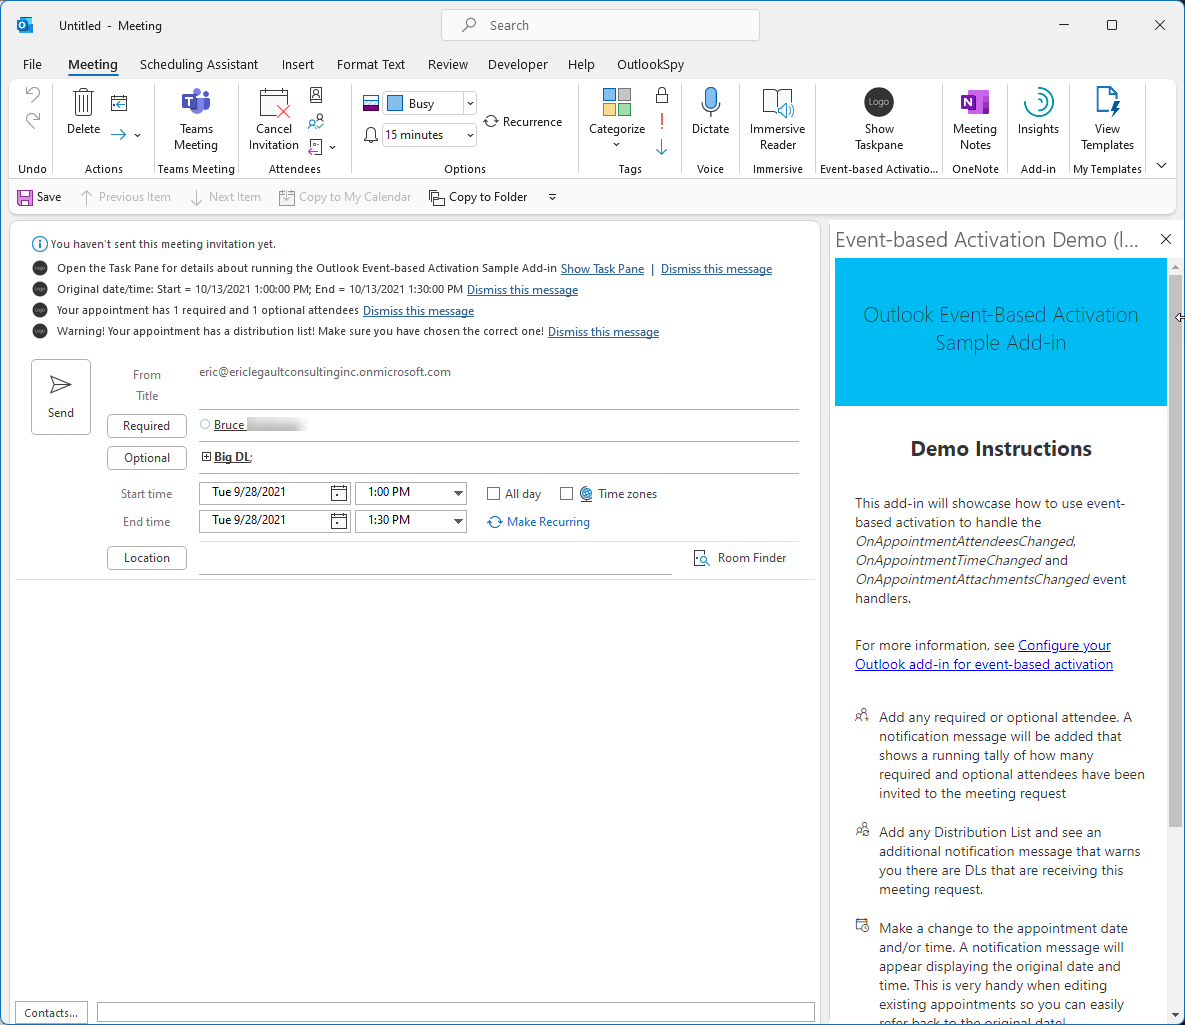 Untitled - Meeting
Search
File Meeting Scheduling Assistant Insert Format Text Review Developer Help OutlookSpy
Delete
Teams Meeting
Cancel Invitation
Busy
15 minutes
Recurrence
Categorize
Dictate
Immersive Reader
Logo
Show Taskpane
Meeting Notes
Insights
View Templates
Undo Actions Teams Meeting Attendees Options Tags Voice Immersive Event-based Activatio... OneNote Add-in My Templates
Save Previous Item Next Item Copy to My Calendar Copy to Folder
You haven't sent this meeting invitation yet.
Open the Task Pane for details about running the Outlook Event-based Activation Sample Add-in Show Task Pane | Dismiss this message
Original date/time: Start = 10/13/2021 1:00:00 PM; End = 10/13/2021 1:30:00 PM Dismiss this message
Your appointment has 1 required and 1 optional attendees Dismiss this message
Warning! Your appointment has a distribution list! Make sure you have chosen the correct one! Dismiss this message
Send
From eric@ericlegaultconsultinginc.onmicrosoft.com
Title
Required Bruce
Optional Big DL;
Start time Tue 9/28/2021 1:00 PM All day Time zones
End time Tue 9/28/2021 1:30 PM Make Recurring
Location Room Finder
Contacts...
Event-based Activation Demo (l...
Outlook Event-Based Activation
Sample Add-in
Demo Instructions
This add-in will showcase how to use event-
based activation to handle the
OnAppointmentAttendeesChanged,
OnAppointmentTimeChanged and
OnAppointmentAttachmentsChanged event
handlers.
For more information, see Configure your
Outlook add-in for event-based activation
Add any required or optional attendee. A
notification message will be added that
shows a running tally of how many
required and optional attendees have been
invited to the meeting request
Add any Distribution List and see an
additional notification message that warns
you there are DLs that are receiving this
meeting request.
Make a change to the appointment date
and/or time. A notification message will
appear displaying the original date and
time. This is very handy when editing
existing appointments so you can easily
refer back to the original date!